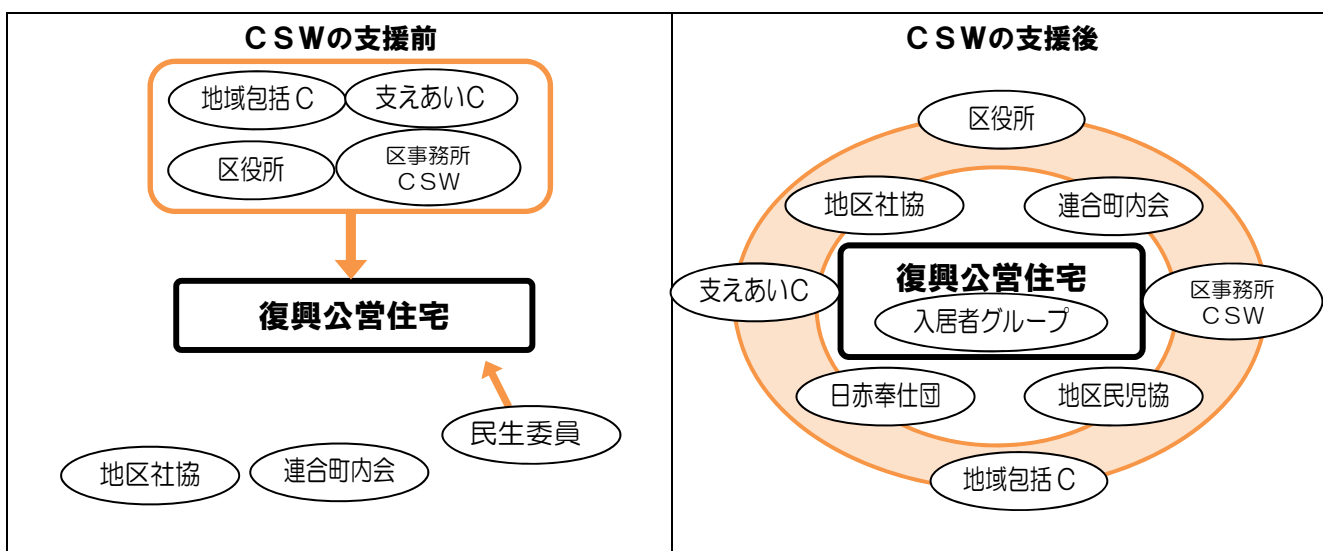 CSWの支援前
地域包括C
支えあいC
区役所
区事務所
CSW
復興公営住宅
民生委員
地区社協
連合町内会
CSWの支援後
区役所
地区社協
連合町内会
復興公営住宅
入居者グループ
支えあいC
区事務所
CSW
日赤奉仕団
地区民児協
地域包括C